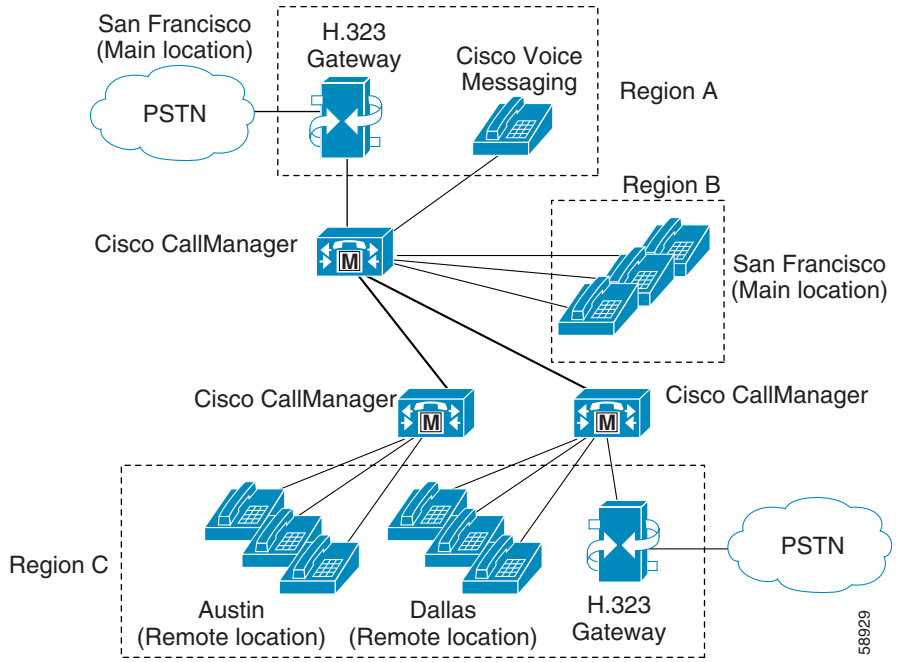 San Francisco
(Main location)
H.323
Gateway
Cisco Voice
Messaging
Region A
PSTN
Region B
Cisco CallManager
M
San Francisco
(Main location)
Cisco CallManager
M
Cisco CallManager
M
Region C
Austin
(Remote location)
Dallas
(Remote location)
H.323
Gateway
PSTN
58929